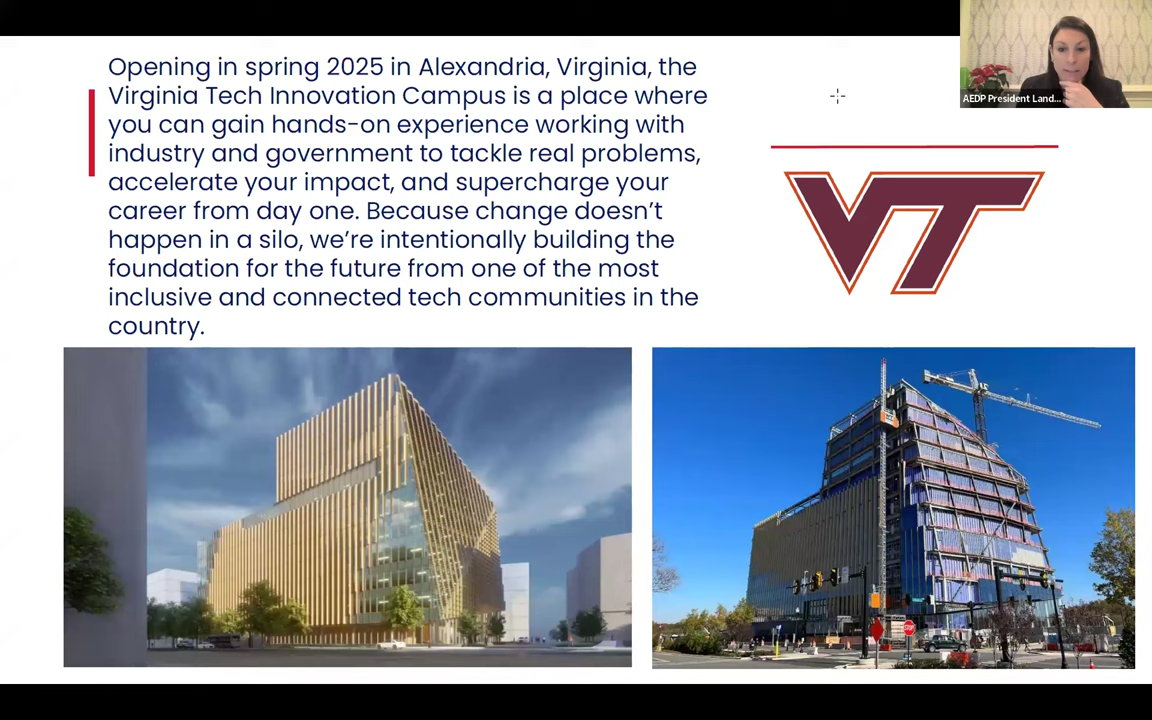 Opening in spring 2025 in Alexandria, Virginia, the
Virginia Tech Innovation Campus is a place where
you can gain hands-on experience working with
industry and government to tackle real problems,
accelerate your impact, and supercharge your
career from day one. Because change doesn’t
happen in a silo, we’re intentionally building the
foundation for the future from one of the most
inclusive and connected tech communities in the
country.
AEDP President Land...
VT
STOP